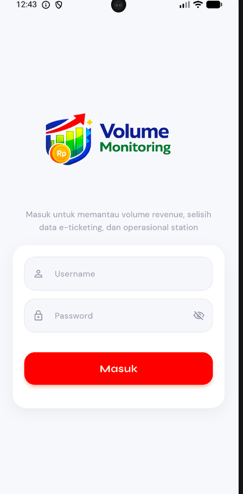 12:43
Rp
Volume
Monitoring
Masuk untuk memantau volume revenue, selisih
data e-ticketing, dan operasional station
Username
Password
Masuk